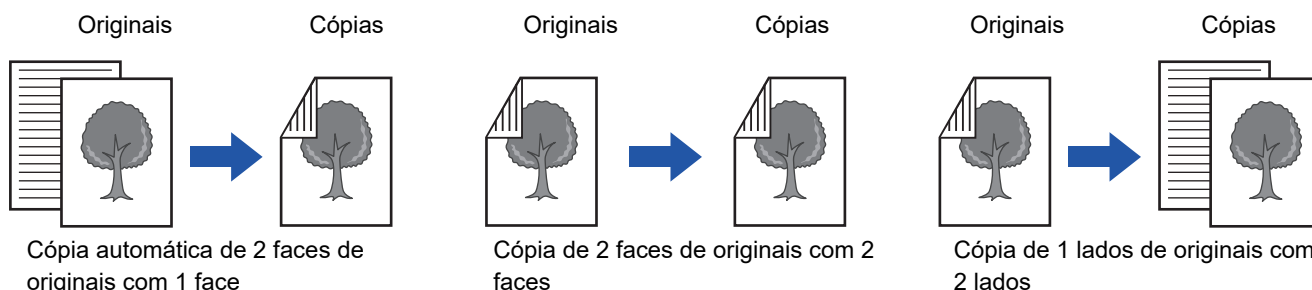 Originais Cópias Originais Cópias Originais Cópias
Cópia automática de 2 faces de
originais com 1 face
Cópia de 2 faces de originais com 2
faces
Cópia de 1 lados de originais com
2 lados